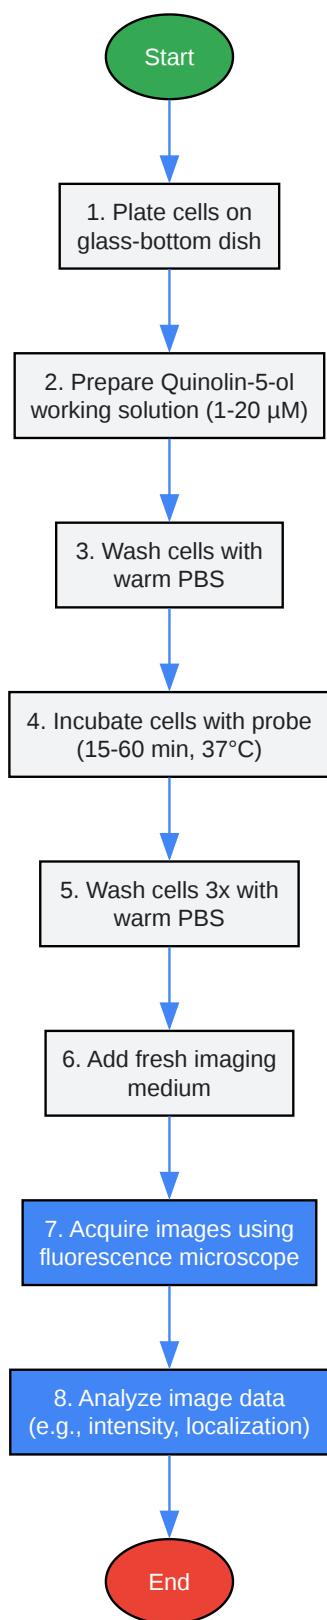 Start
1. Plate cells on
glass-bottom dish
2. Prepare Quinolin-5-ol
working solution (1-20 µM)
3. Wash cells with
warm PBS
4. Incubate cells with probe
(15-60 min, 37°C)
5. Wash cells 3x with
warm PBS
6. Add fresh imaging
medium
7. Acquire images using
fluorescence microscope
8. Analyze image data
(e.g., intensity, localization)
End